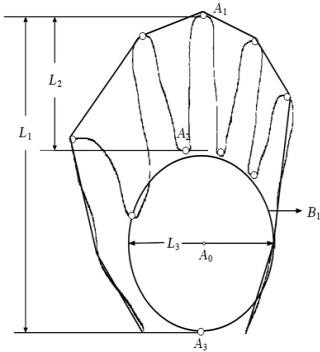 A₁
L₂
L₁
A₂
B₁
L₃
A₀
A₃